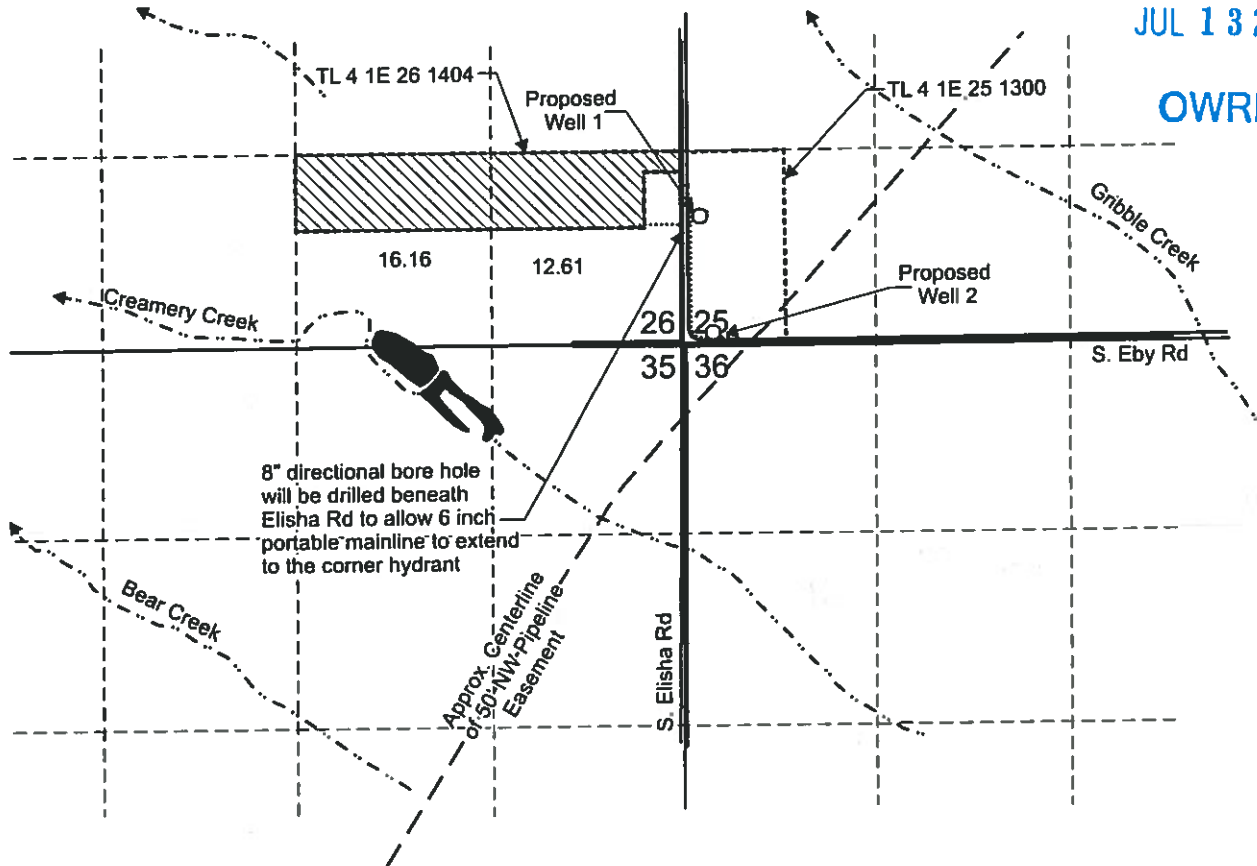 JUL 13 2
OWR
TL 4 1E 26 1404
Proposed
Well 1
TL 4 1E 25 1300
Gribble Creek
16.16
12.61
Proposed
Well 2
Creamery Creek
26 25
35 36
S. Eby Rd
8" directional bore hole
will be drilled beneath
Elisha Rd to allow 6 inch
portable mainline to extend
to the corner hydrant
Bear Creek
Approx. Centerline
of 50' NW-Pipeline
Easement
S. Elisha Rd